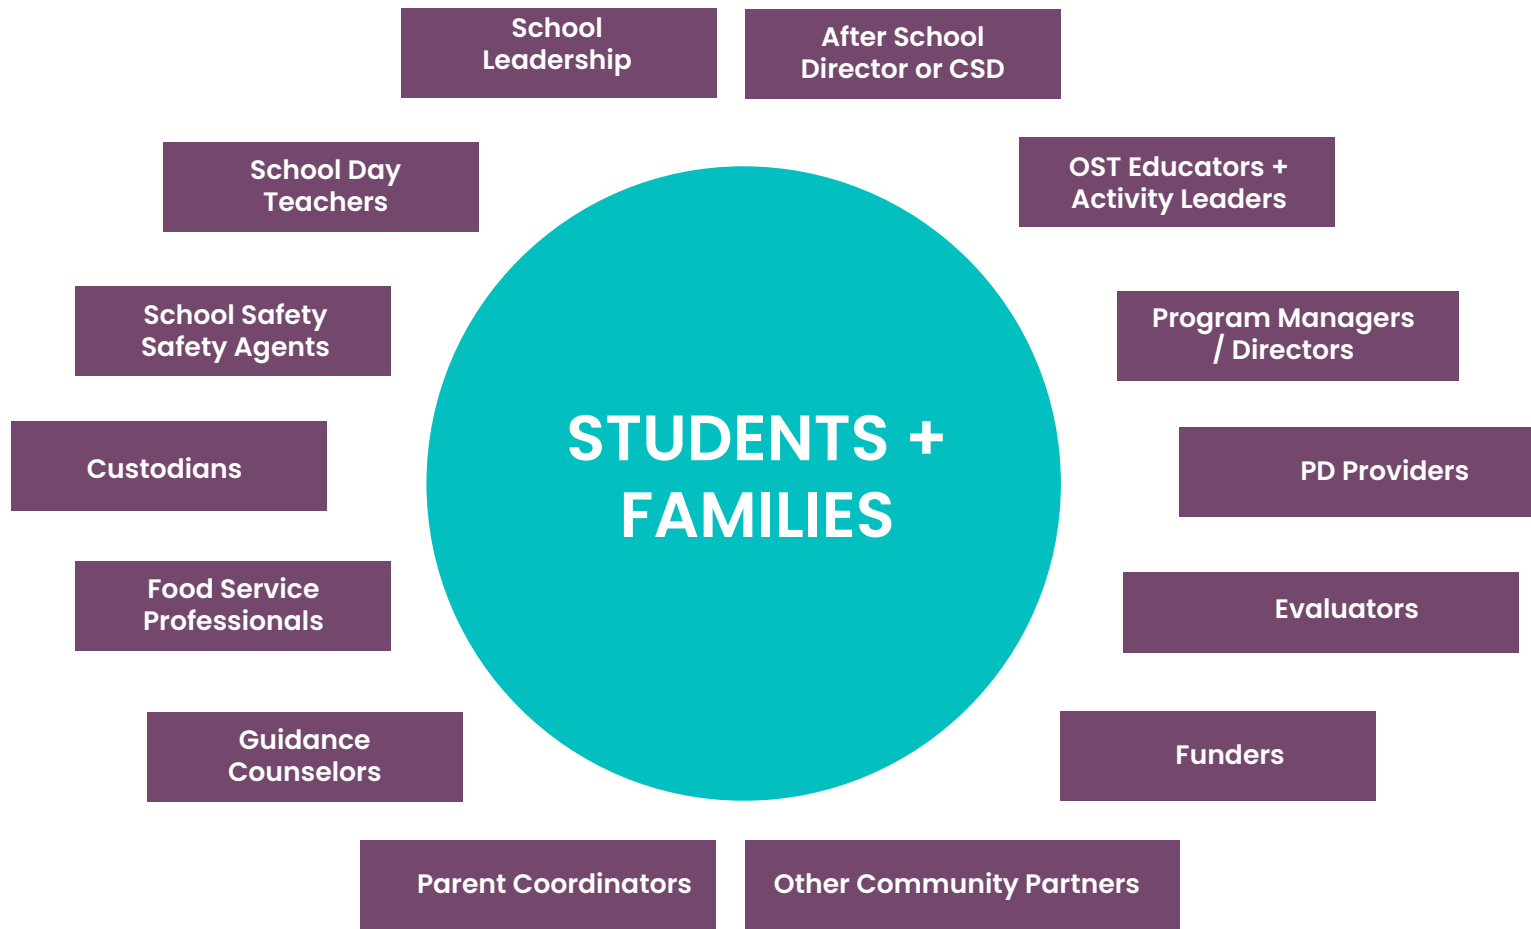 School
Leadership
After School
Director or CSD
School Day
Teachers
OST Educators +
Activity Leaders
School Safety
Safety Agents
Program Managers
/ Directors
STUDENTS +
FAMILIES
Custodians
PD Providers
Food Service
Professionals
Evaluators
Guidance
Counselors
Funders
Parent Coordinators
Other Community Partners